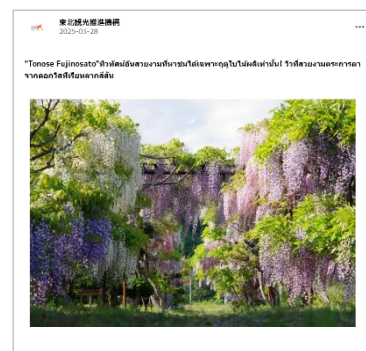 東北観光推進機構
2025-03-28
"Tonose Fujinosato"ทิวทัศน์อันสวยงามที่หาชมได้เฉพาะฤดูใบไม้ผลิเท่านั้น! วิวที่สวยงามตระการตา
จากดอกวิสทีเรียหลากสีสัน